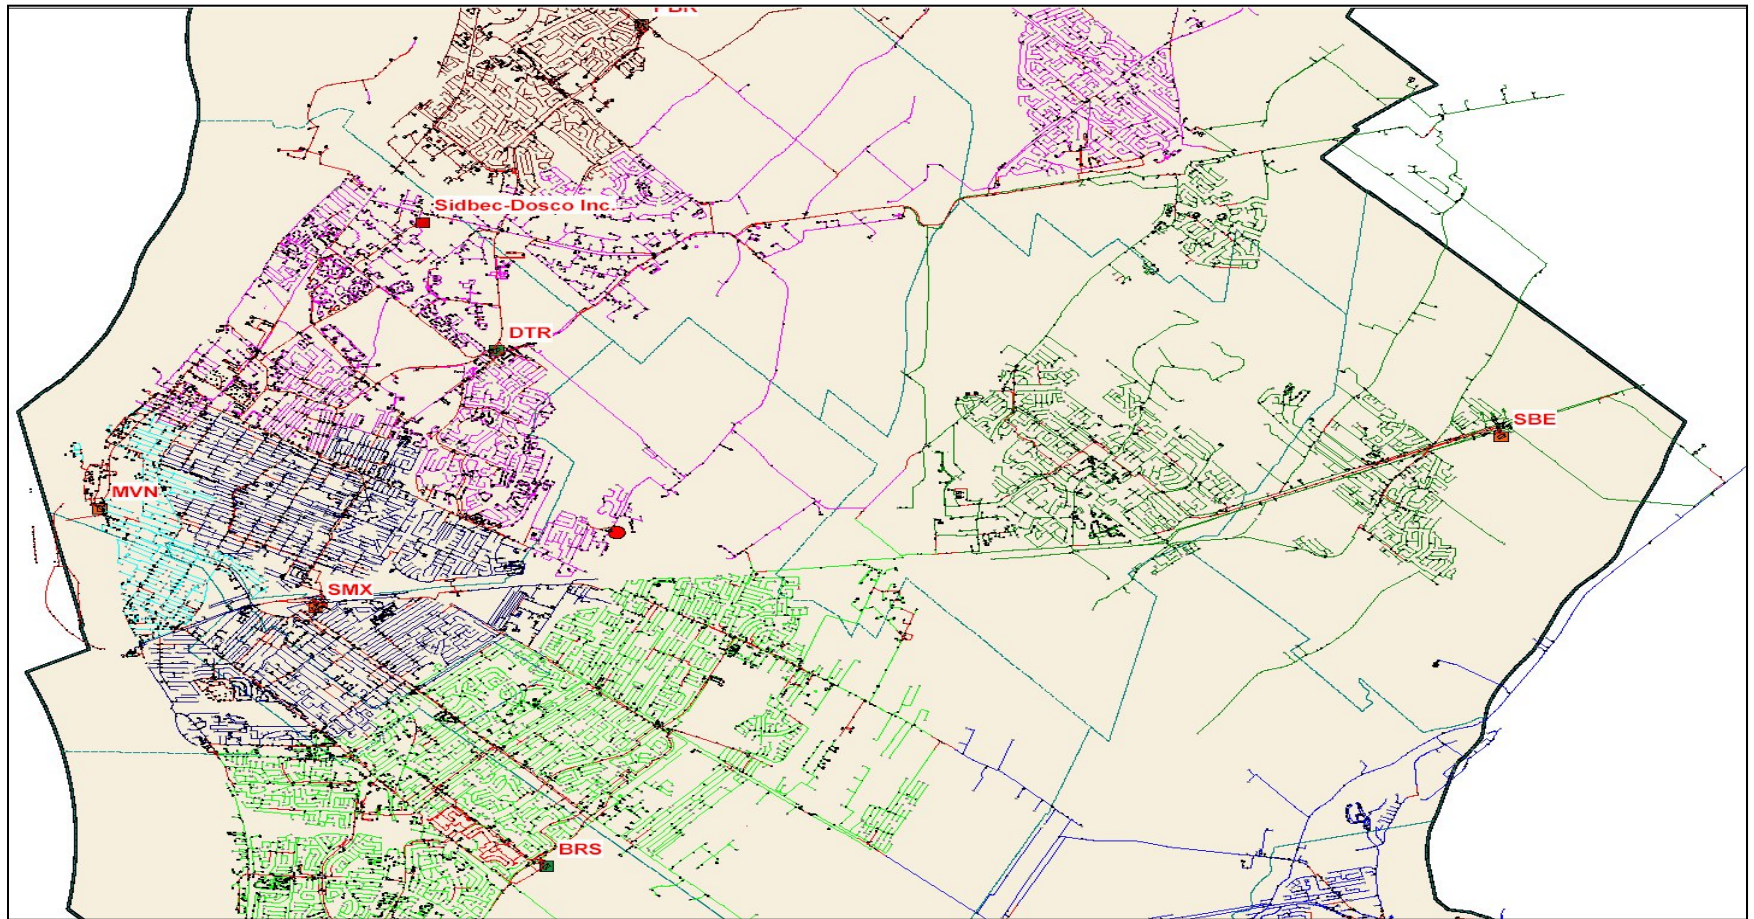 Sidbec-Dosco Inc.
DTR
SBE
MVN
SMX
BRS